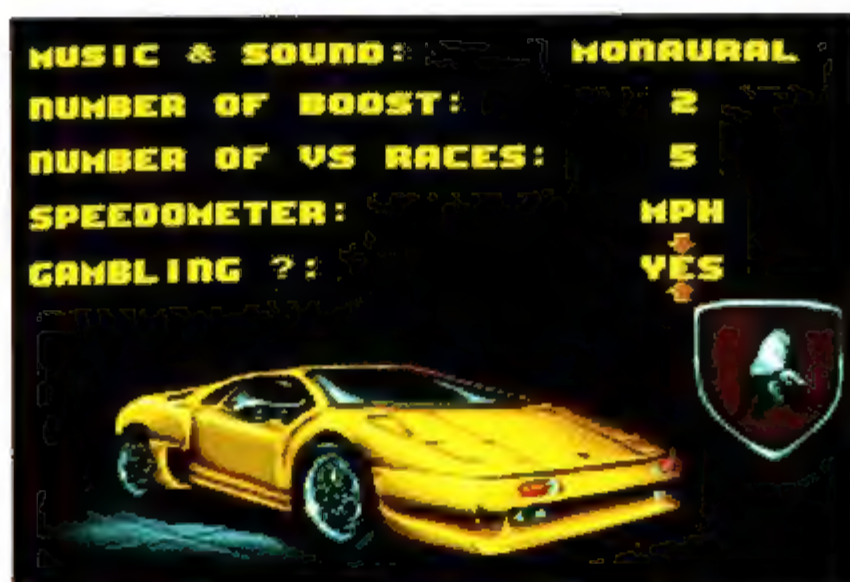 MUSIC & SOUND: MONAURAL
NUMBER OF BOOST: 2
NUMBER OF VS RACES: 5
SPEEDOMETER: MPH
GAMBLING ?: YES